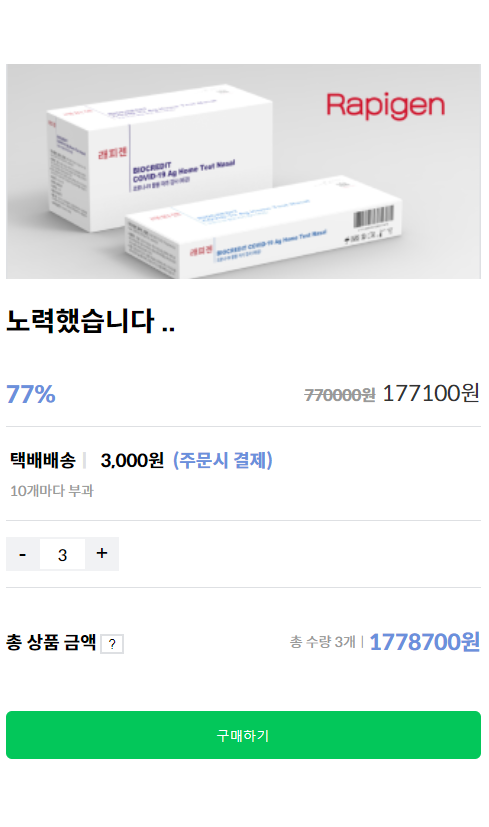 Rapigen
래피젠
BIOCREDIT
COVID-19 Ag Home Test Nasal
래피젠
BIOCREDIT COVID-19 Ag Home Test Nasal
노력했습니다 ..
77%
770000원 177100원
택배배송 | 3,000원 (주문시 결제)
10개마다 부과
- 3 +
총 상품 금액 ?
총 수량 3개 | 1778700원
구매하기